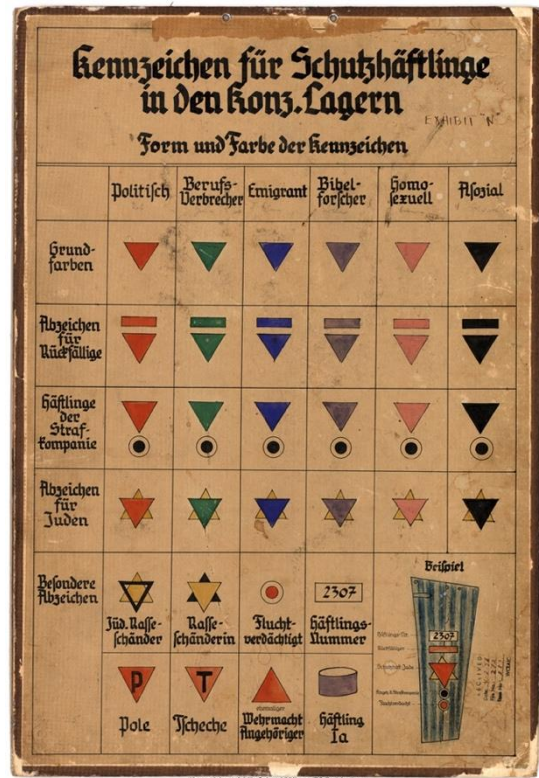 Kennzeichen für Schutzhäftlinge
in den Konz.Lagern
EXHIBIT "N"
Form und Farbe der Kennzeichen
Politisch
Berufs-
Verbrecher
Emigrant
Bibel-
forscher
Homo-
sexuell
Asozial
Grund-
farben
Abzeichen
für
Rückfällige
Häftlinge
der
Straf-
kompanie
Abzeichen
für
Juden
Besondere
Abzeichen
Jüd. Rasse-
schänder
Rasse-
schänderin
Flucht-
verdächtigt
2307
Häftlings-
Nummer
Beispiel
2307
P
Pole
T
Tscheche
ehemaliger
Wehrmacht
Angehöriger
Häftling
Ia